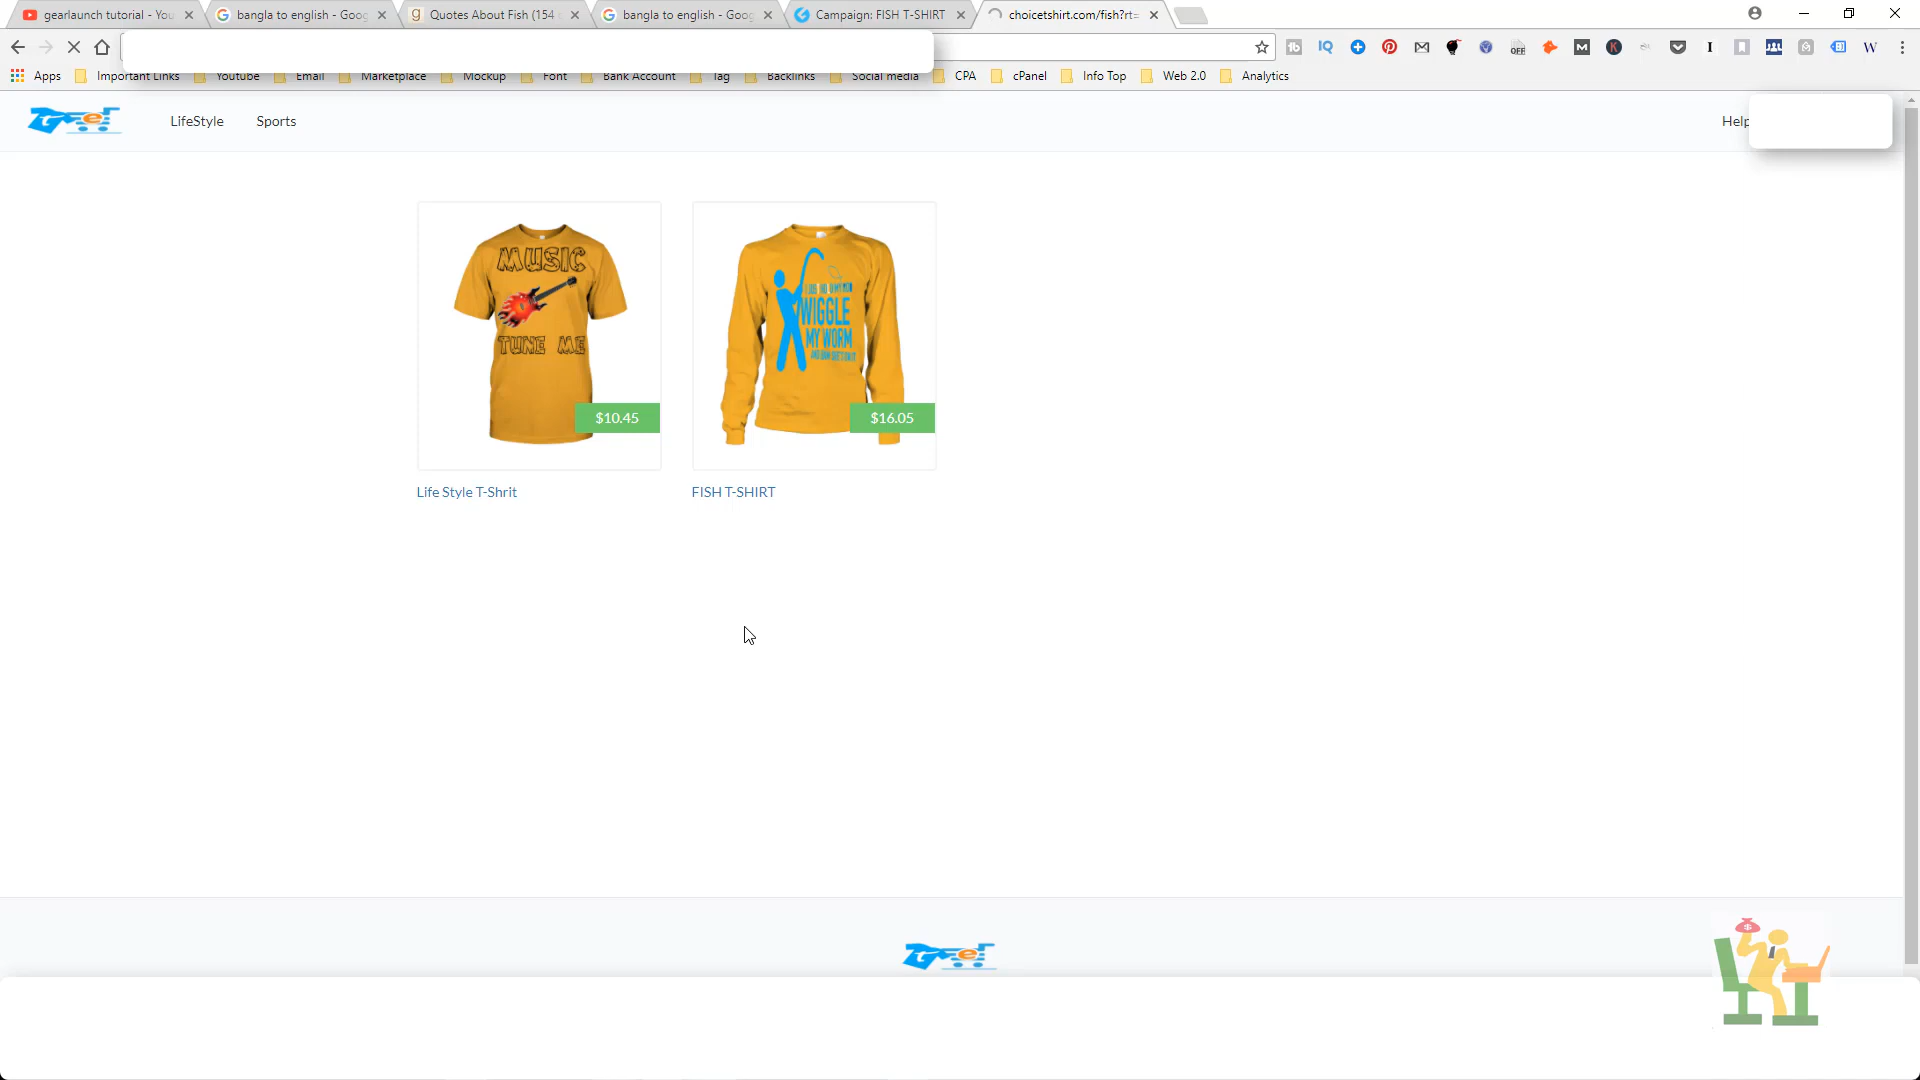 gearlaunch tutorial - You
bangla to english - Goog
Quotes About Fish (154
bangla to english - Goog
Campaign: FISH T-SHIRT
choicetshirt.com/fish?rt=
Apps
Important Links
Youtube
Email
Marketplace
Mockup
Font
Bank Account
Tag
Backlinks
Social media
CPA
cPanel
Info Top
Web 2.0
Analytics
LifeStyle
Sports
Help
MUSIC
TUNE ME
$10.45
WIGGLE
MY WORM
$16.05
Life Style T-Shrit
FISH T-SHIRT